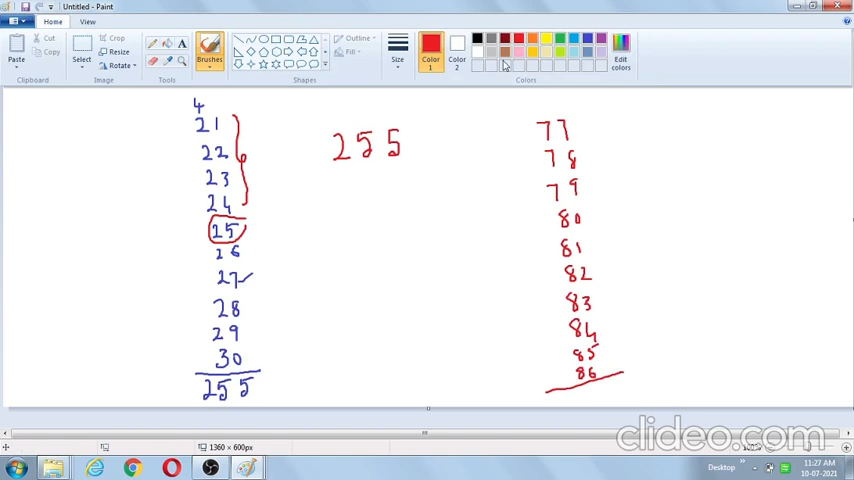 Untitled - Paint
Home
View
Paste
Cut
Copy
Clipboard
Select
Crop
Resize
Rotate
Image
Tools
Brushes
Outline
Fill
Shapes
Size
Color 1
Color 2
Edit colors
Colors
4
21
22
23
24
25
26
27
28
29
30
255
255
77
78
79
80
81
82
83
84
85
86
1360 × 600px
100%
clideo.com
Desktop
11:27 AM
10-07-2021